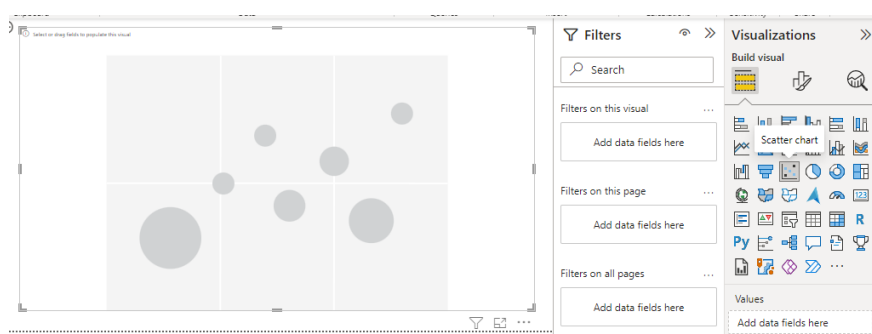 Select or drag fields to populate this visual
Filters
Search
Filters on this visual
...
Add data fields here
Filters on this page
...
Add data fields here
Filters on all pages
...
Add data fields here
Visualizations
Build visual
Scatter chart
123
R
Py
...
Values
Add data fields here